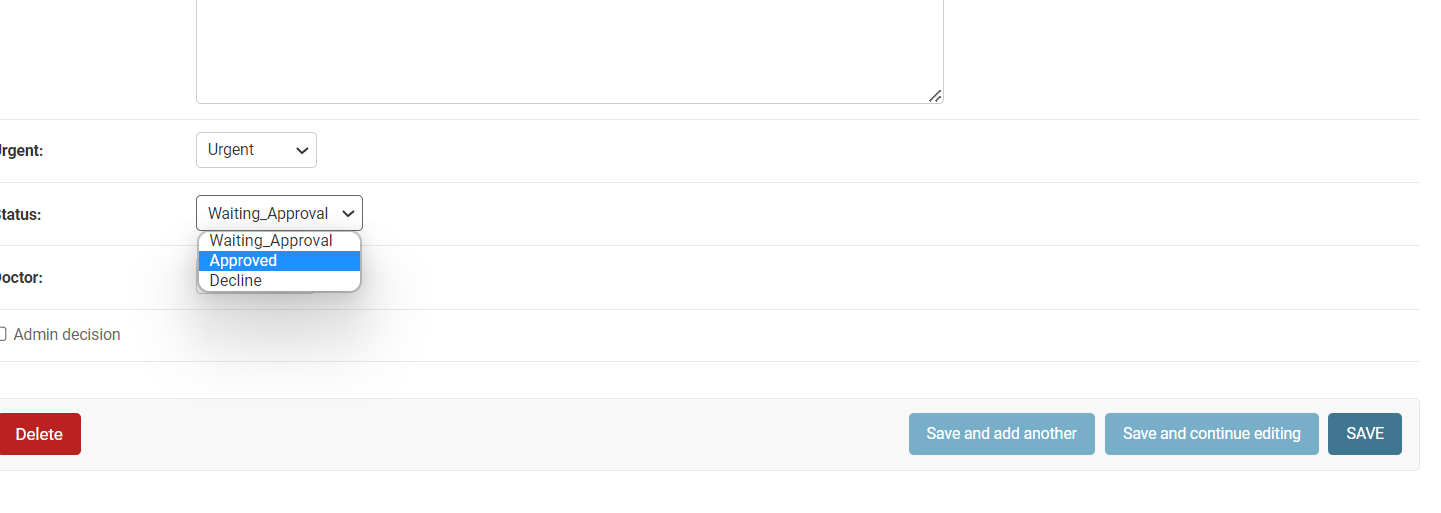 Urgent:
Urgent
Status:
Waiting_Approval
Waiting_Approval
Approved
Decline
Doctor:
Admin decision
Delete
Save and add another
Save and continue editing
SAVE